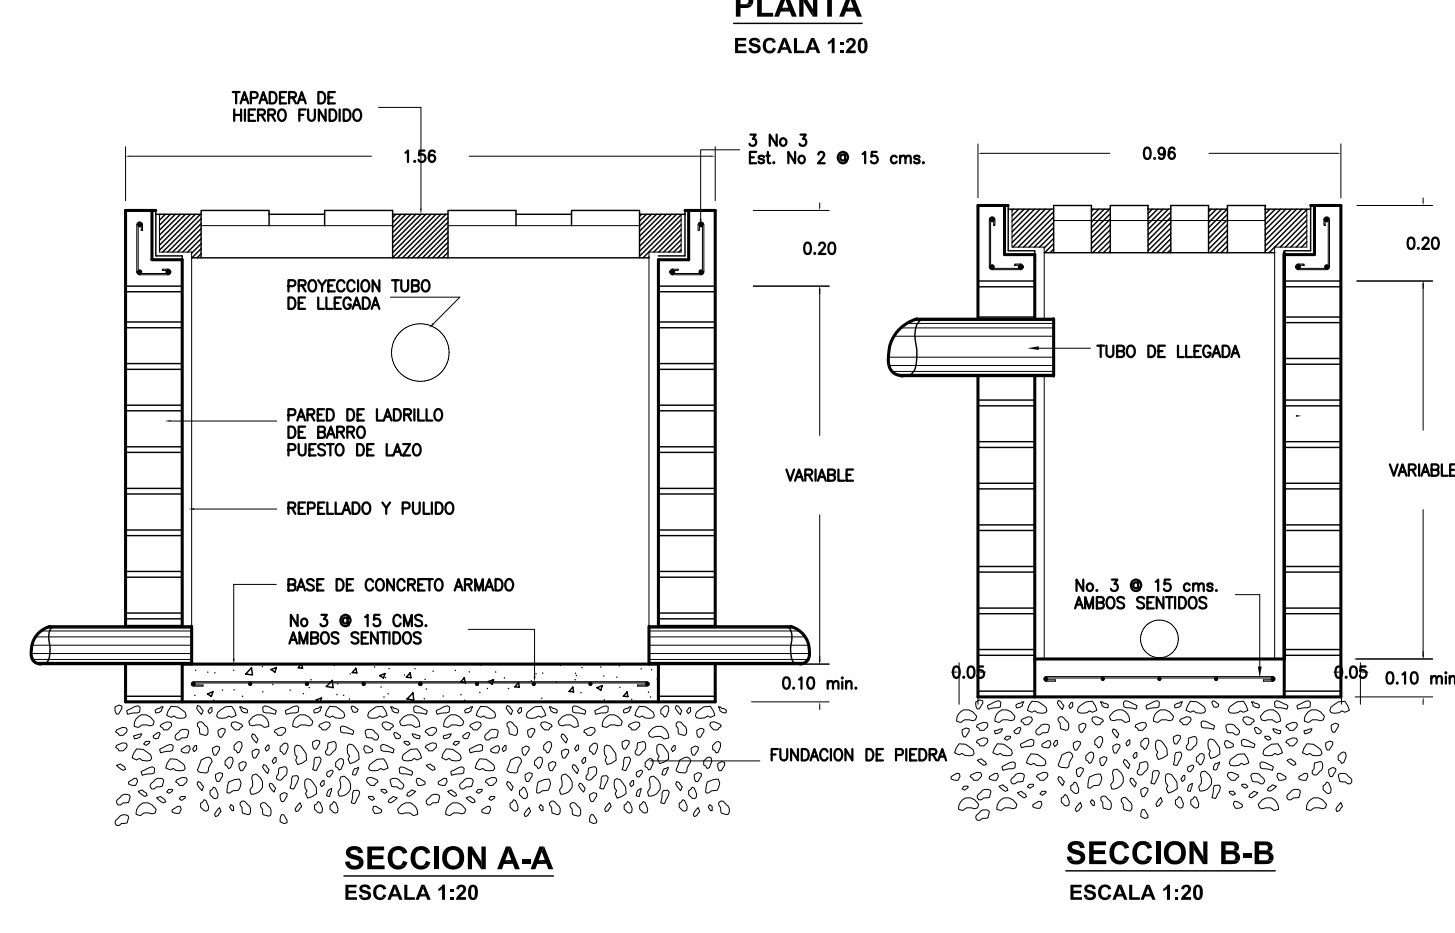 PLANTA
ESCALA 1:20
TAPADERA DE
HIERRO FUNDIDO
1.56
3 No 3
Est. No 2 @ 15 cms.
0.20
PROYECCION TUBO
DE LLEGADA
PARED DE LADRILLO
DE BARRO
PUESTO DE LAZO
VARIABLE
REPELLADO Y PULIDO
BASE DE CONCRETO ARMADO
No 3 @ 15 CMS.
AMBOS SENTIDOS
0.10 min.
FUNDACION DE PIEDRA
SECCION A-A
ESCALA 1:20
0.96
0.20
TUBO DE LLEGADA
VARIABLE
No. 3 @ 15 cms.
AMBOS SENTIDOS
0.05
0.05
0.10 min
SECCION B-B
ESCALA 1:20